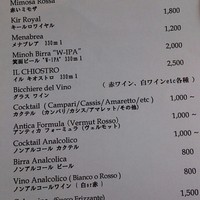 Mimosa Rossa
赤いミモザ 1,800
Kir Royal
キールロワイヤル
Menabrea
メナブレア 330ml 1,200
Minoh Birra "W-IPA"
箕面ビール "W-IPA" 330ml 2,500
IL CHIOSTRO
イル キオストロ 330ml
Bicchiere del Vino
グラス ワイン ( 赤ワイン、白ワインetc各種 )
Cocktail ( Campari/Cassis/Amaretto/etc ) 1,000~
カクテル (カンパリ/カシス/アマレット/その他)
Antica Formula (Vermut Rosso) 1,000~
アンティカ フォーミュラ (ヴェルモット)
Cocktail Analcolico 1,000~
ノンアルコール カクテル
Birra Analcolica 800
ノンアルコール ビール
Vino Analcolico ( Bianco o Rosso ) 1,000
ノンアルコールワイン ( 白or赤 )
Frizzante) 1,500